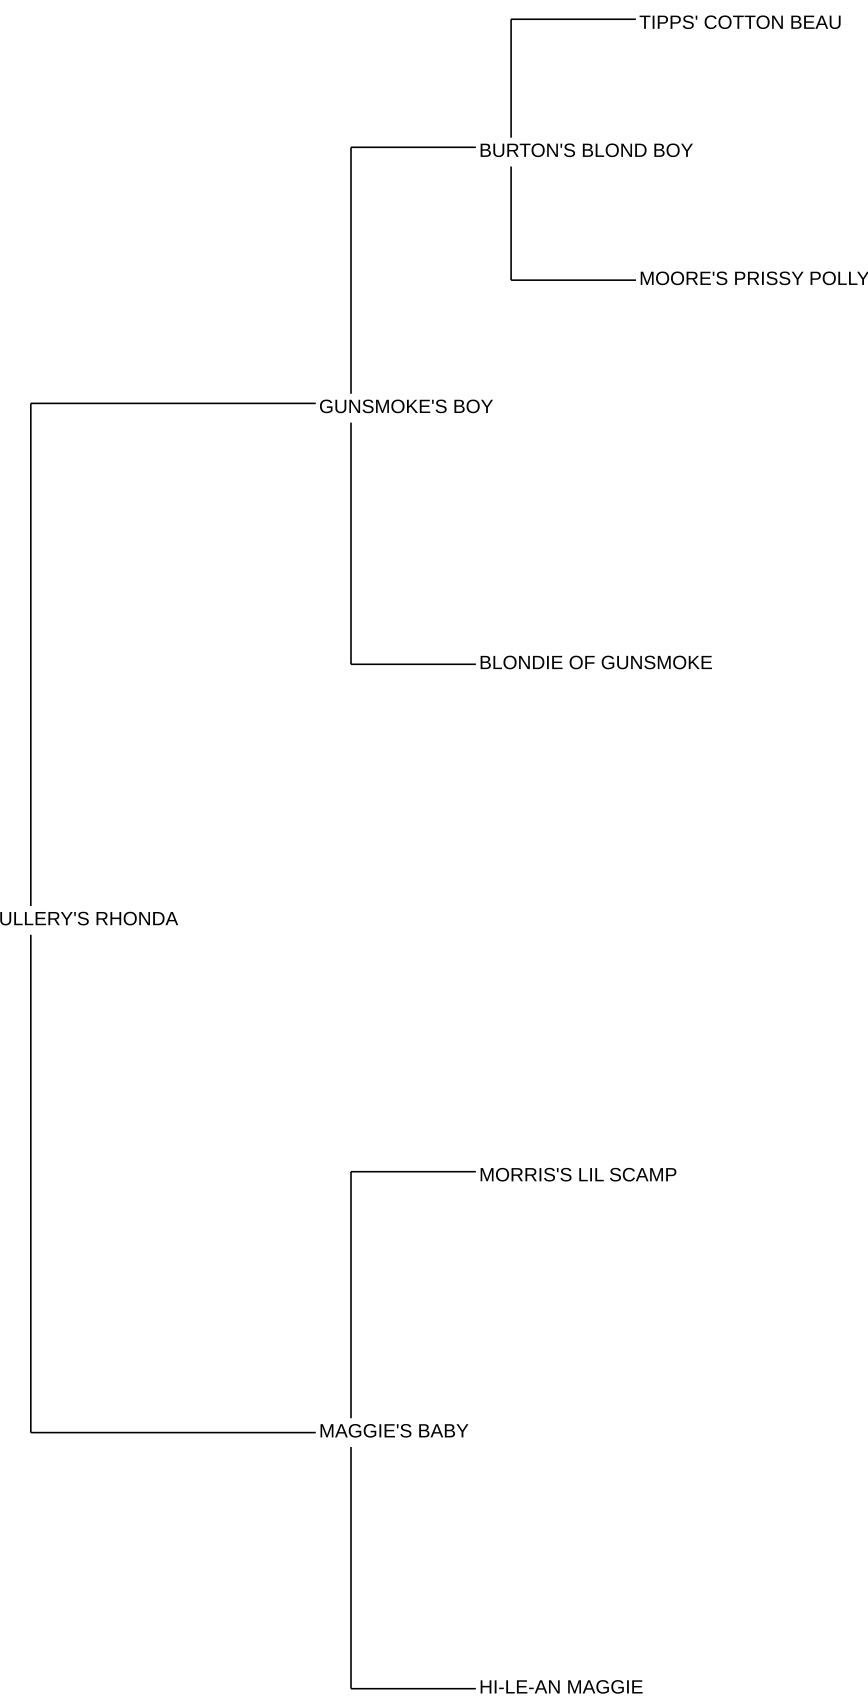 TIPPS' COTTON BEAU
BURTON'S BLOND BOY
MOORE'S PRISSY POLLY
GUNSMOKE'S BOY
BLONDIE OF GUNSMOKE
ULLERY'S RHONDA
MORRIS'S LIL SCAMP
MAGGIE'S BABY
HI-LE-AN MAGGIE